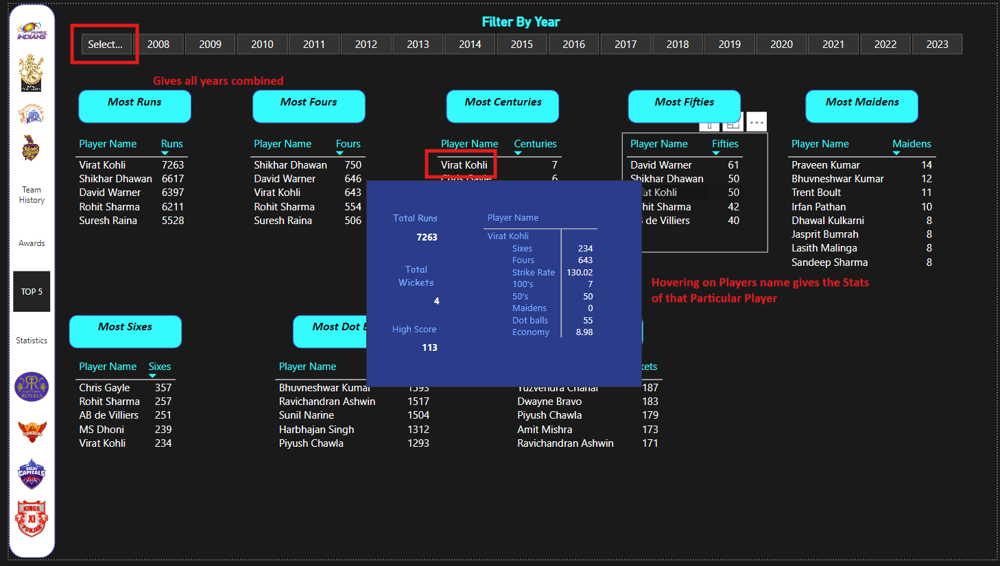 Filter By Year
Select... 2008 2009 2010 2011 2012 2013 2014 2015 2016 2017 2018 2019 2020 2021 2022 2023
Gives all years combined
MUMBAI
INDIANS
SUPER
KINGS
Team
History
Awards
TOP 5
Statistics
ROYALS
DELHI
CAPITALS
KINGS
XI
PUNJAB
Most Runs
Player Name Runs
Virat Kohli 7263
Shikhar Dhawan 6617
David Warner 6397
Rohit Sharma 6211
Suresh Raina 5528
Most Fours
Player Name Fours
Shikhar Dhawan 750
David Warner 646
Virat Kohli 643
Rohit Sharma 554
Suresh Raina 506
Most Centuries
Player Name Centuries
Virat Kohli 7
Chris Gayle 6
Most Fifties
Player Name Fifties
David Warner 61
Shikhar Dhawan 50
at Kohli 50
hit Sharma 42
de Villiers 40
Most Maidens
Player Name Maidens
Praveen Kumar 14
Bhuvneshwar Kumar 12
Trent Boult 11
Irfan Pathan 10
Dhawal Kulkarni 8
Jasprit Bumrah 8
Lasith Malinga 8
Sandeep Sharma 8
Total Runs
7263
Total
Wickets
4
High Score
113
Player Name
Virat Kohli
Sixes 234
Fours 643
Strike Rate 130.02
100's 7
50's 50
Maidens 0
Dot balls 55
Economy 8.98
Hovering on Players name gives the Stats
of that Particular Player
Most Sixes
Player Name Sixes
Chris Gayle 357
Rohit Sharma 257
AB de Villiers 251
MS Dhoni 239
Virat Kohli 234
Most Dot
Player Name
Bhuvneshwar Kumar 1593
Ravichandran Ashwin 1517
Sunil Narine 1504
Harbhajan Singh 1312
Piyush Chawla 1293
kets
Yuzvendra Chahal 187
Dwayne Bravo 183
Piyush Chawla 179
Amit Mishra 173
Ravichandran Ashwin 171